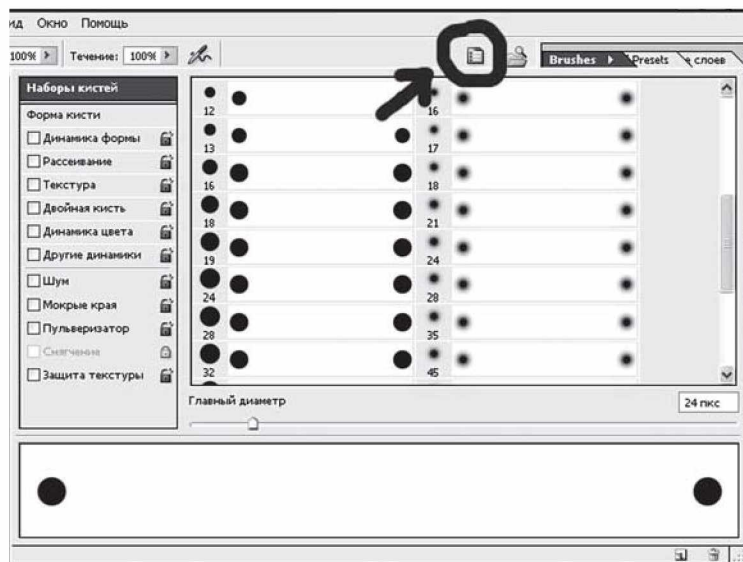 ид Окно Помощь
100% Течение: 100% Brushes Presets е слоев
Наборы кистей
Форма кисти
Динамика формы
Рассеивание
Текстура
Двойная кисть
Динамика цвета
Другие динамики
Шум
Мокрые края
Пульверизатор
Смягчение
Защита текстуры
12 16
13 17
16 18
18 21
19 24
24 28
28 35
32 45
Главный диаметр 24 пкс